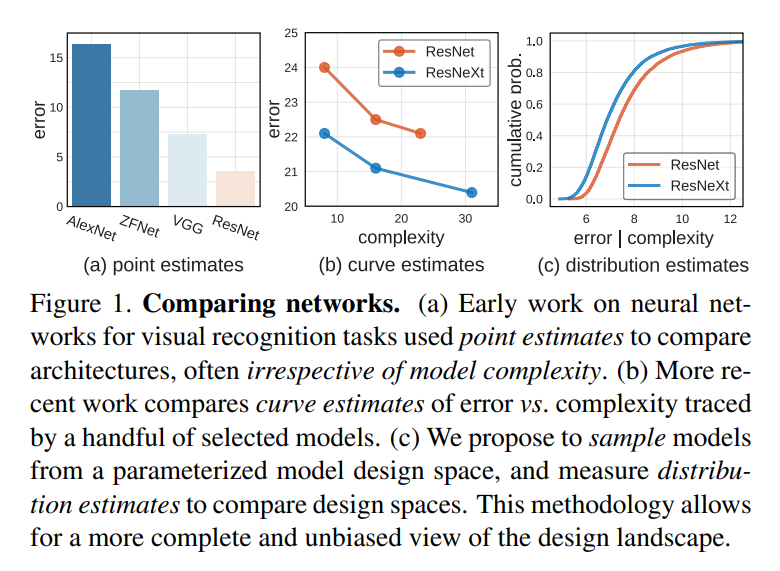 25
ResNet
ResNeXt
24
23
22
21
20
error
10
20
30
complexity
(b) curve estimates
15
10
5
0
error
AlexNet
ZFNet
VGG
ResNet
(a) point estimates
1.0
0.8
0.6
0.4
0.2
0.0
cumulative prob.
ResNet
ResNeXt
6
8
10
12
error | complexity
(c) distribution estimates
Figure 1. Comparing networks. (a) Early work on neural net-
works for visual recognition tasks used point estimates to compare
architectures, often irrespective of model complexity. (b) More re-
cent work compares curve estimates of error vs. complexity traced
by a handful of selected models. (c) We propose to sample models
from a parameterized model design space, and measure distribu-
tion estimates to compare design spaces. This methodology allows
for a more complete and unbiased view of the design landscape.